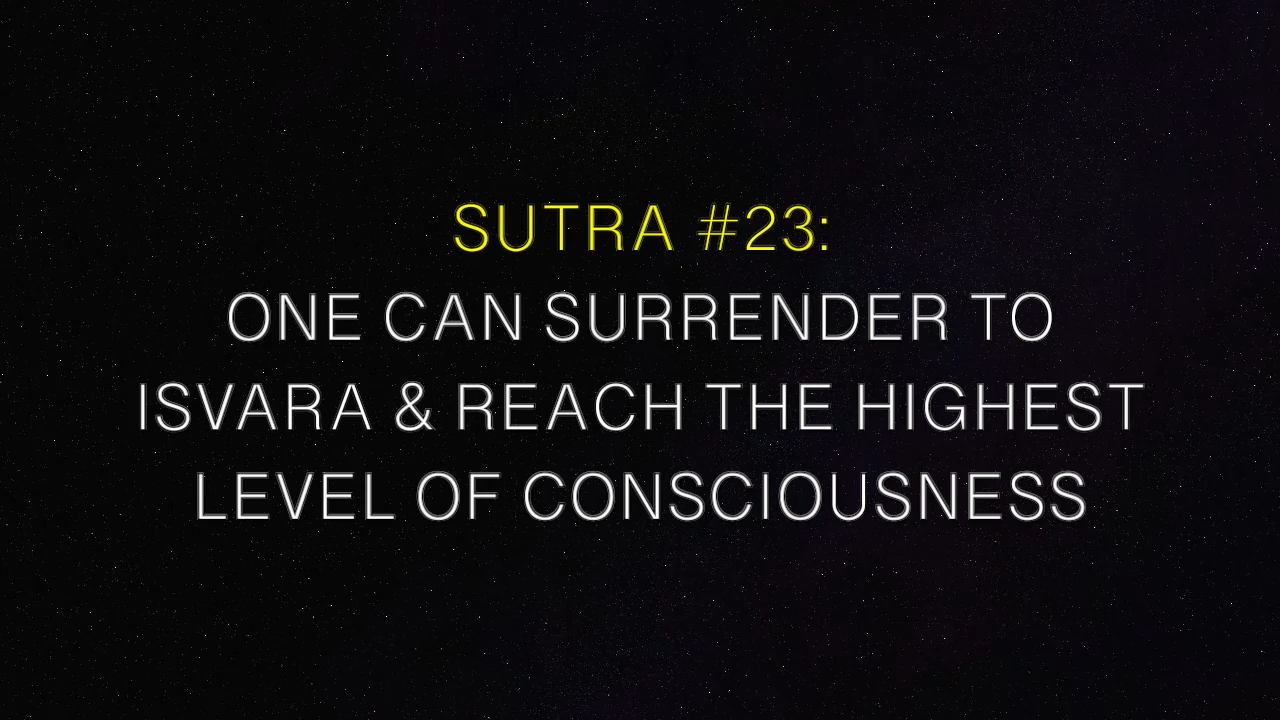 SUTRA #23:
ONE CAN SURRENDER TO
ISVARA & REACH THE HIGHEST
LEVEL OF CONSCIOUSNESS